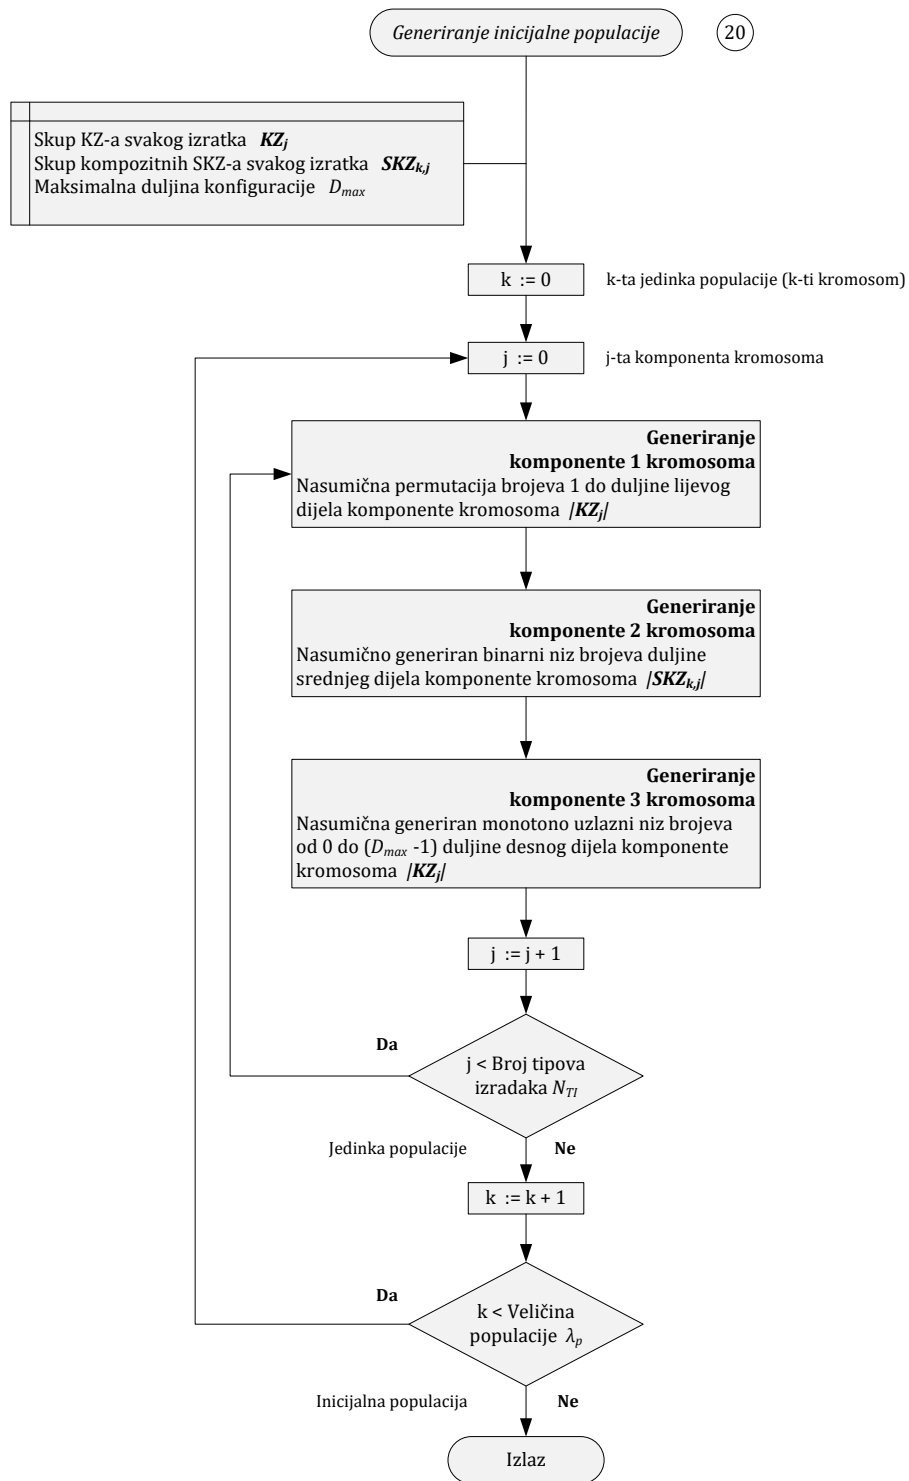 Generiranje inicijalne populacije
20
Skup KZ-a svakog izratka KZj
Skup kompozitnih SKZ-a svakog izratka SKZk,j
Maksimalna duljina konfiguracije Dmax
k := 0
k-ta jedinka populacije (k-ti kromosom)
j := 0
j-ta komponenta kromosoma
Generiranje
komponente 1 kromosoma
Nasumična permutacija brojeva 1 do duljine lijevog
dijela komponente kromosoma |KZj|
Generiranje
komponente 2 kromosoma
Nasumično generiran binarni niz brojeva duljine
srednjeg dijela komponente kromosoma |SKZk,j|
Generiranje
komponente 3 kromosoma
Nasumična generiran monotono uzlazni niz brojeva
od 0 do (Dmax -1) duljine desnog dijela komponente
kromosoma |KZj|
j := j + 1
Da
j < Broj tipova
izradaka NTI
Jedinka populacije
Ne
k := k + 1
Da
k < Veličina
populacije λp
Inicijalna populacija
Ne
Izlaz